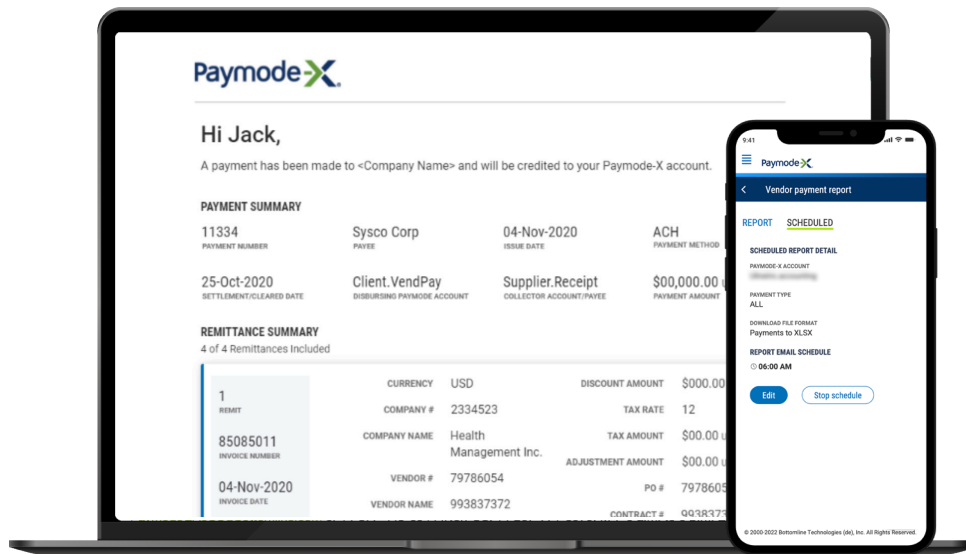 Paymode-X
Hi Jack,
A payment has been made to <Company Name> and will be credited to your Paymode-X account.
PAYMENT SUMMARY
11334 Sysco Corp 04-Nov-2020 ACH
PAYMENT NUMBER PAYEE ISSUE DATE PAYMENT METHOD
25-Oct-2020 Client.VendPay Supplier.Receipt $00,000.00 u
SETTLEMENT/CLEARED DATE DISBURSING PAYMODE ACCOUNT COLLECTOR ACCOUNT/PAYEE PAYMENT AMOUNT
REMITTANCE SUMMARY
4 of 4 Remittances Included
1
REMIT
85085011
INVOICE NUMBER
04-Nov-2020
INVOICE DATE
CURRENCY USD
COMPANY # 2334523
COMPANY NAME Health
Management Inc.
VENDOR # 79786054
VENDOR NAME 993837372
DISCOUNT AMOUNT $000.00
TAX RATE 12
TAX AMOUNT $00.00 u
ADJUSTMENT AMOUNT $00.00 u
PO # 7978605
CONTRACT # 9938373
9:41
Paymode-X
Vendor payment report
REPORT SCHEDULED
SCHEDULED REPORT DETAIL
PAYMODE-X ACCOUNT
PAYMENT TYPE
ALL
DOWNLOAD FILE FORMAT
Payments to XLSX
REPORT EMAIL SCHEDULE
06:00 AM
Edit Stop schedule
© 2000-2022 Bottomline Technologies (de), Inc. All Rights Reserved.